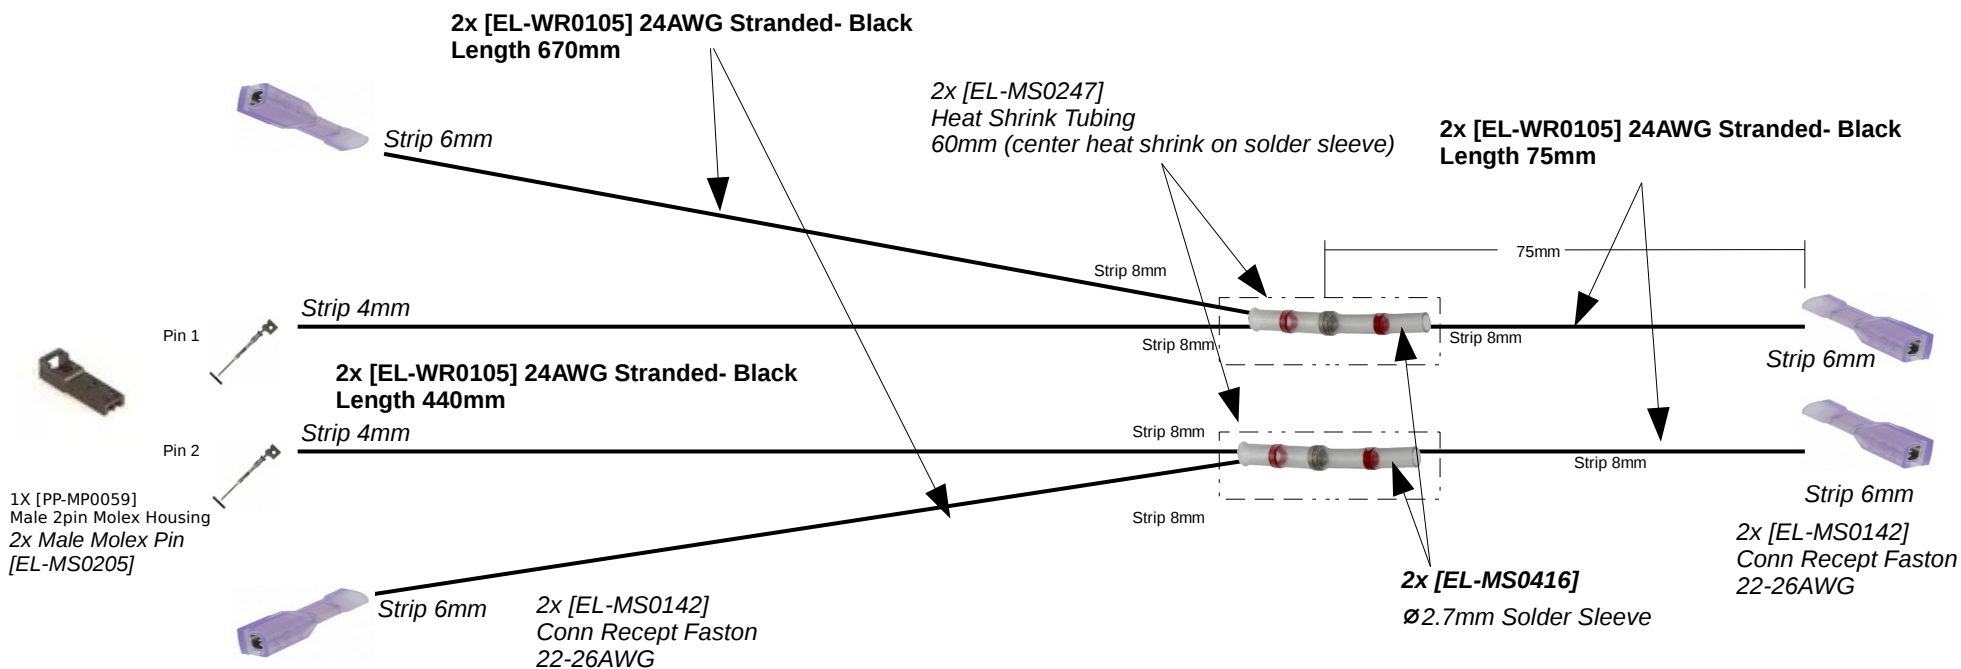 2x [EL-WR0105] 24AWG Stranded- Black
Length 670mm
2x [EL-MS0247]
Heat Shrink Tubing
60mm (center heat shrink on solder sleeve)
2x [EL-WR0105] 24AWG Stranded- Black
Length 75mm
Strip 6mm
Strip 8mm
75mm
Strip 4mm
Pin 1
Strip 8mm
Strip 8mm
Strip 6mm
2x [EL-WR0105] 24AWG Stranded- Black
Length 440mm
Strip 4mm
Strip 8mm
Pin 2
Strip 8mm
1X [PP-MP0059]
Male 2pin Molex Housing
2x Male Molex Pin
[EL-MS0205]
Strip 8mm
Strip 6mm
2x [EL-MS0142]
Conn Recept Faston
22-26AWG
2x [EL-MS0416]
Ø2.7mm Solder Sleeve
Strip 6mm
2x [EL-MS0142]
Conn Recept Faston
22-26AWG